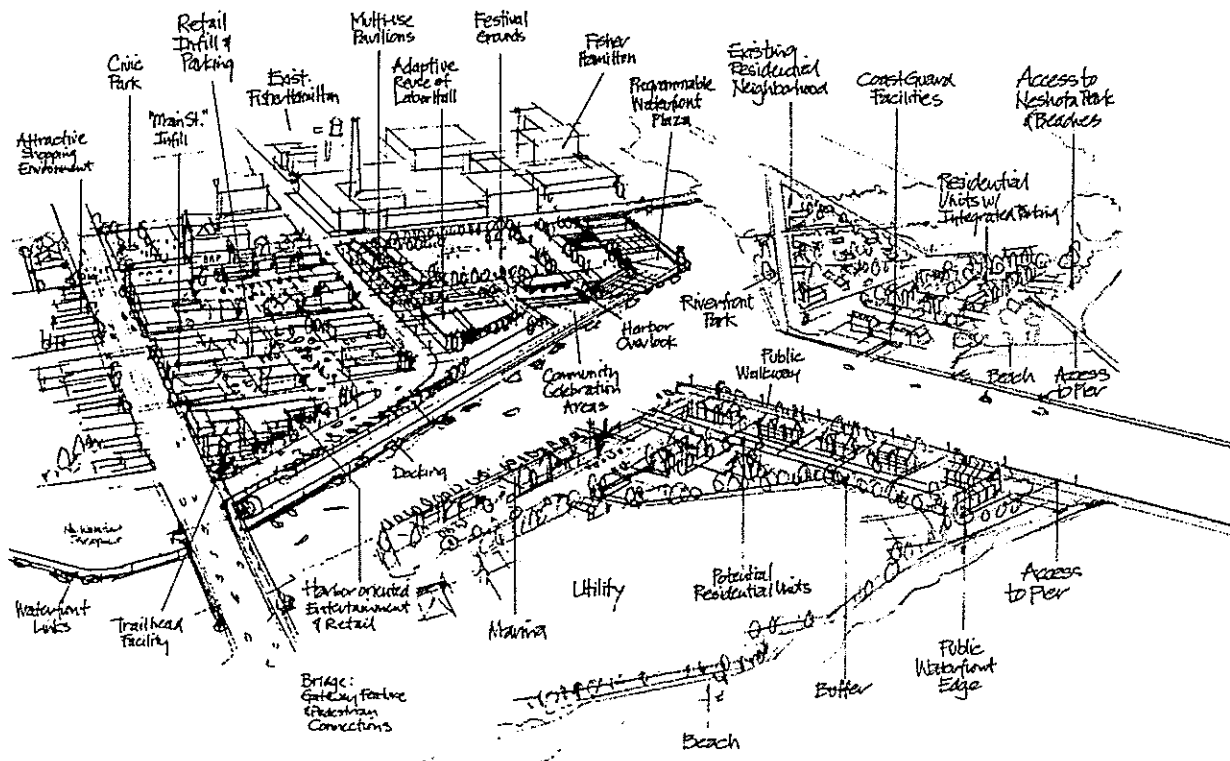 Retail
Infill &
Parking
Civic
Park
"Main St."
Infill
Attractive
Shopping
Environment
Exist.
Fisher Hamilton
Multi-use
Pavilions
Adaptive
Reuse of
Labor Hall
Festival
Grounds
Fisher
Hamilton
Programmable
Waterfront
Plaza
Existing
Residential
Neighborhood
Coast Guard
Facilities
Access to
Neshota Park
& Beaches
Residential
Units w/
Integrated Parking
Riverfront
Park
Harbor
Overlook
Community
Celebration
Areas
Public
Walkway
Beach
Access
to Pier
Docking
Waterfront
Links
Trailhead
Facility
Harbor oriented
Entertainment
& Retail
Marina
Utility
Potential
Residential Units
Access
to Pier
Bridge:
Gateway Feature
& Pedestrian
Connections
Buffer
Public
Waterfront
Edge
Beach